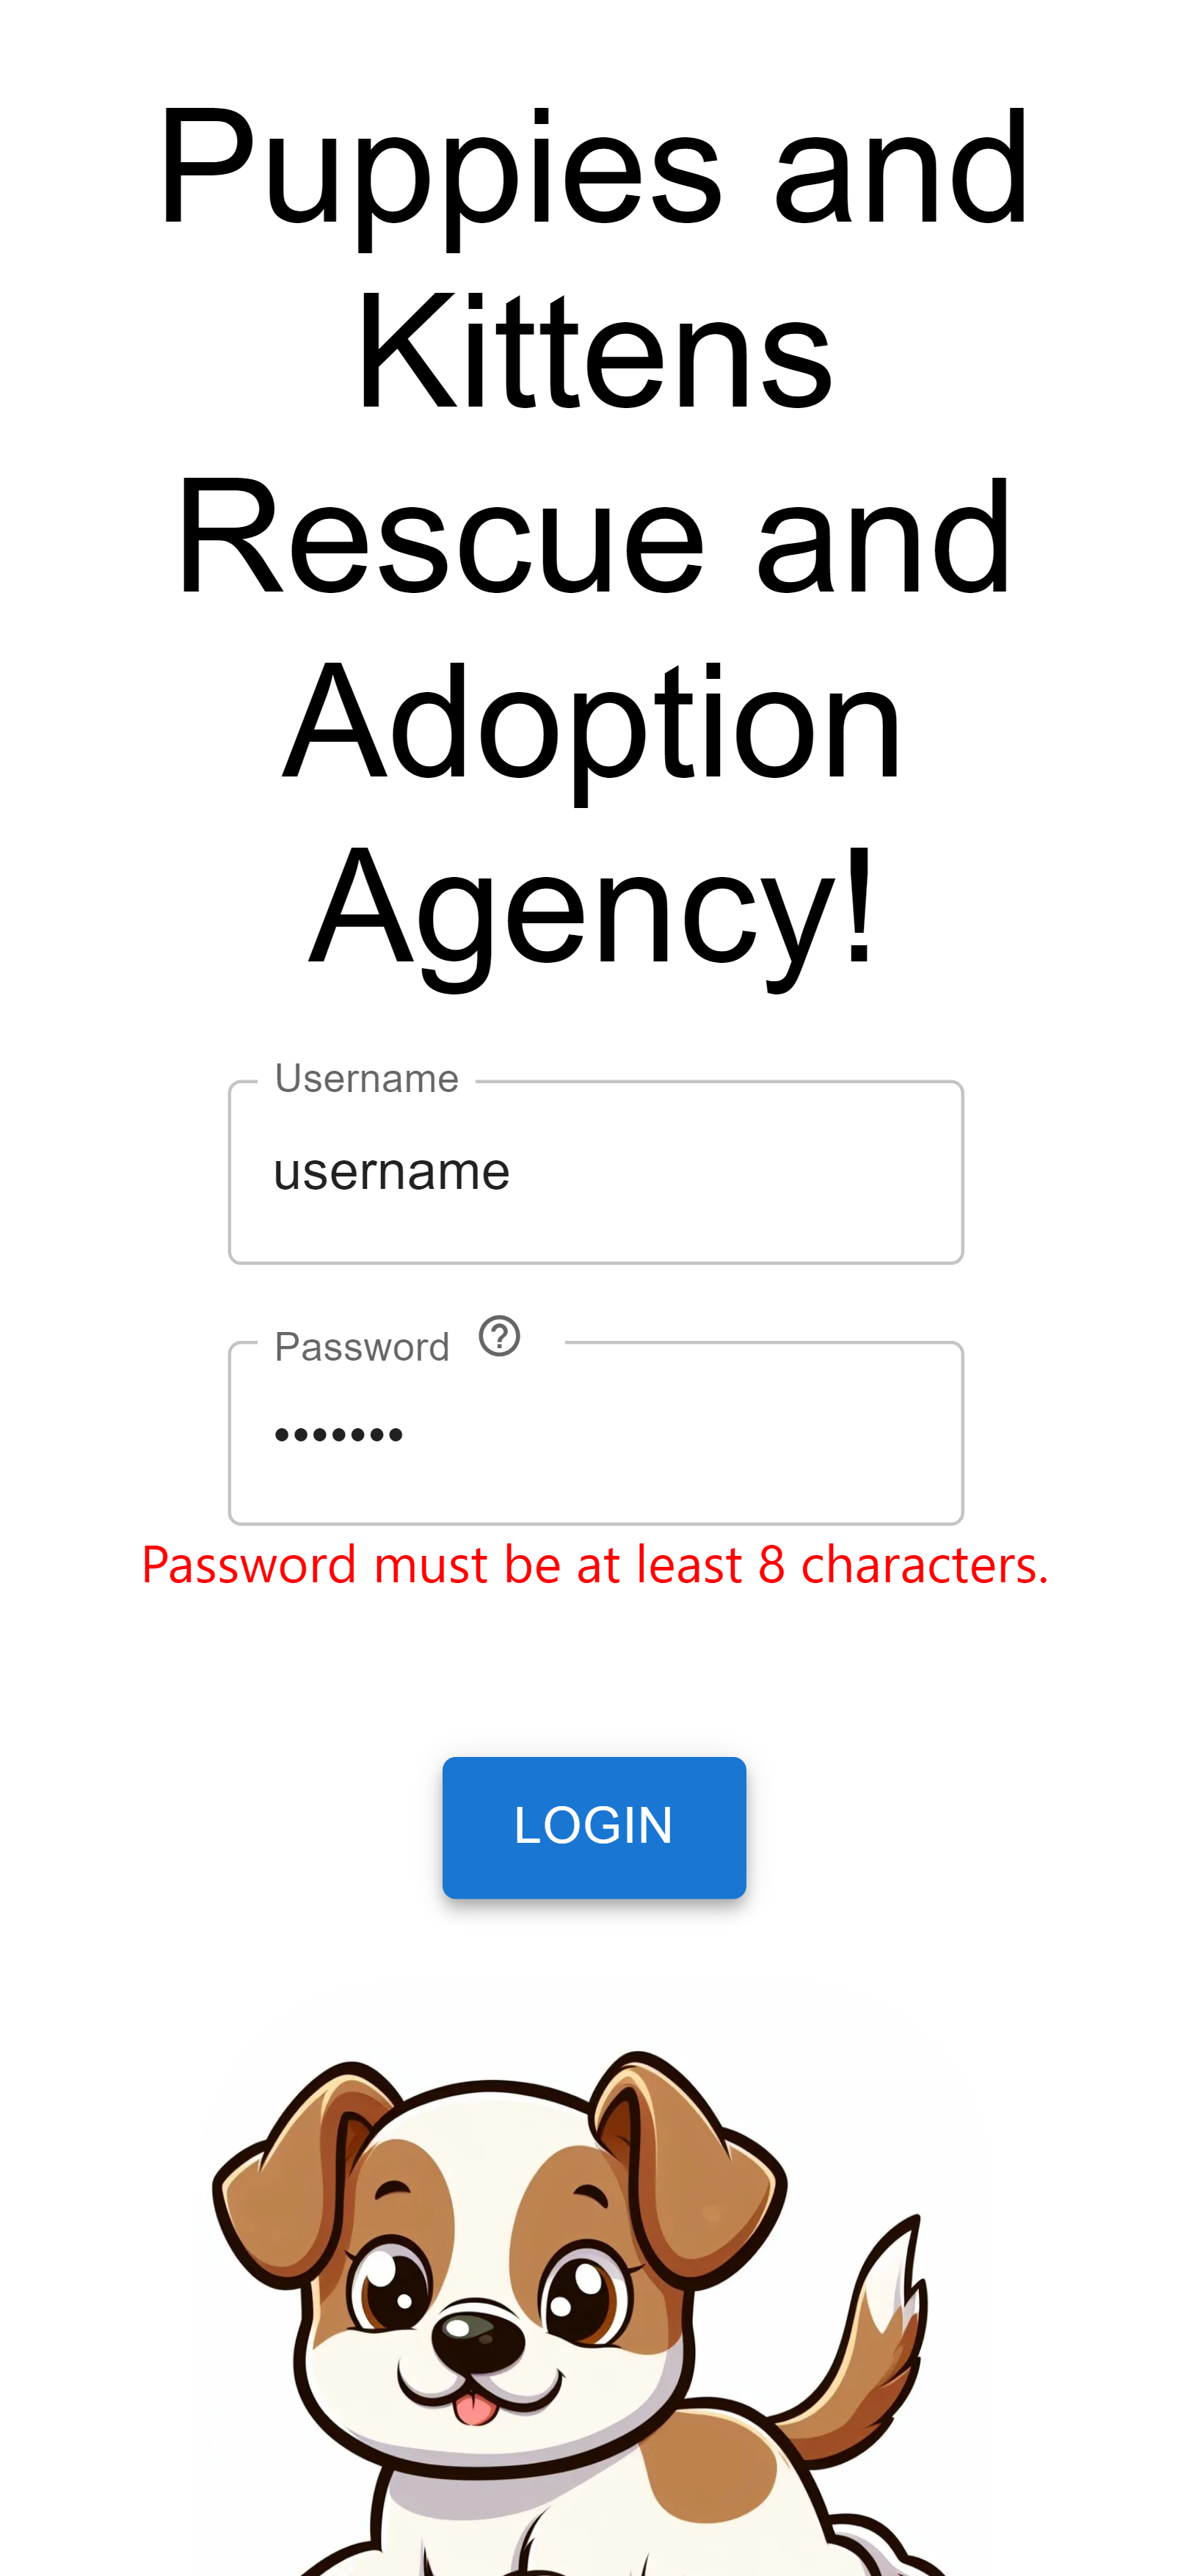 Puppies and
Kittens
Rescue and
Adoption
Agency!
Username
username
Password
•••••••
Password must be at least 8 characters.
LOGIN